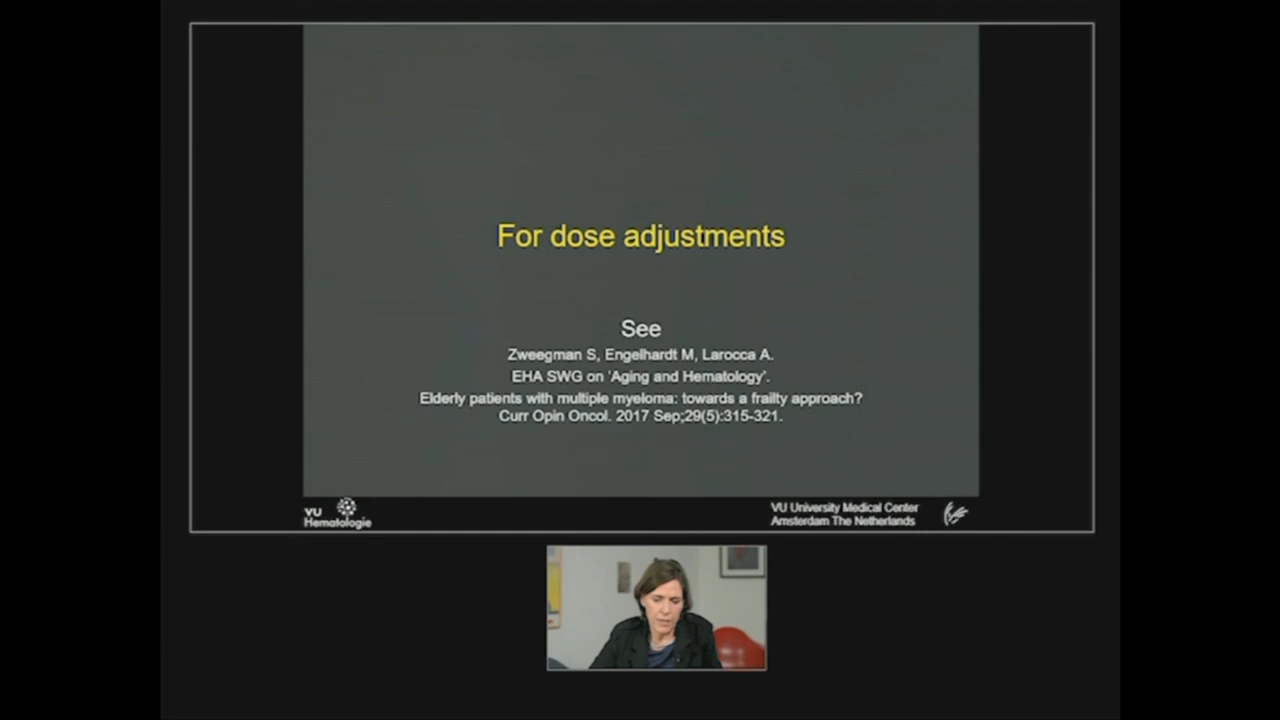 For dose adjustments
See
Zweegman S, Engelhardt M, Larocca A.
EHA SWG on 'Aging and Hematology'.
Elderly patients with multiple myeloma: towards a frailty approach?
Curr Opin Oncol. 2017 Sep;29(5):315-321.
VU
Hematologie
VU University Medical Center
Amsterdam The Netherlands